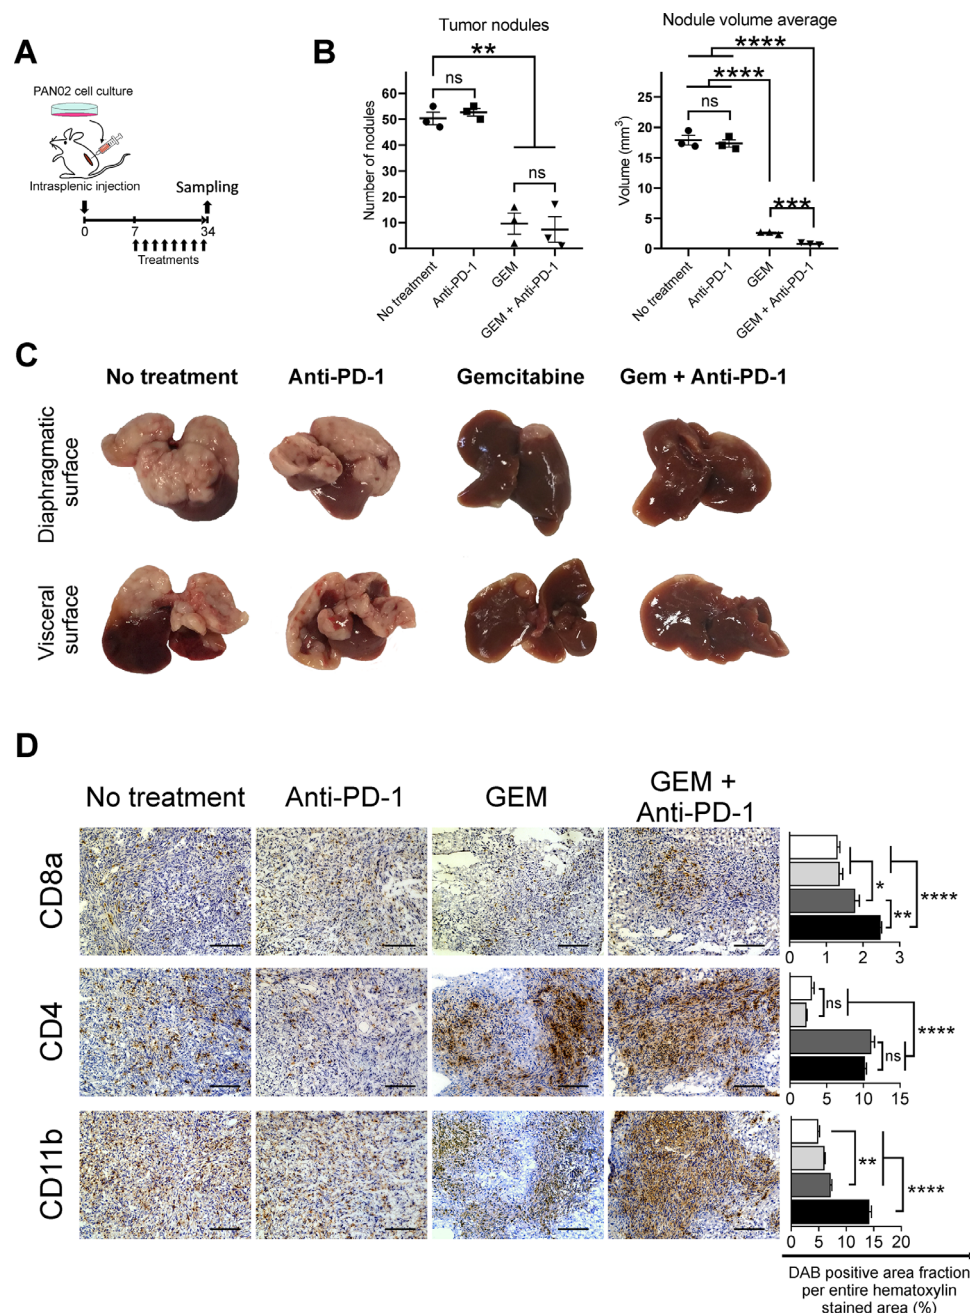 A
PAN02 cell culture
Intrasplenic injection
Sampling
0
7
34
Treatments
B
Tumor nodules
**
ns
ns
Number of nodules
60
50
40
30
20
10
0
No treatment
Anti-PD-1
GEM
GEM + Anti-PD-1
Nodule volume average
****
****
ns
***
Volume (mm³)
25
20
15
10
5
0
No treatment
Anti-PD-1
GEM
GEM + Anti-PD-1
C
No treatment
Anti-PD-1
Gemcitabine
Gem + Anti-PD-1
Diaphragmatic
surface
Visceral
surface
D
No treatment
Anti-PD-1
GEM
GEM +
Anti-PD-1
CD8a
*
**
****
0 1 2 3
CD4
ns
ns
****
0 5 10 15
CD11b
**
****
0 5 10 15 20
DAB positive area fraction
per entire hematoxylin
stained area (%)